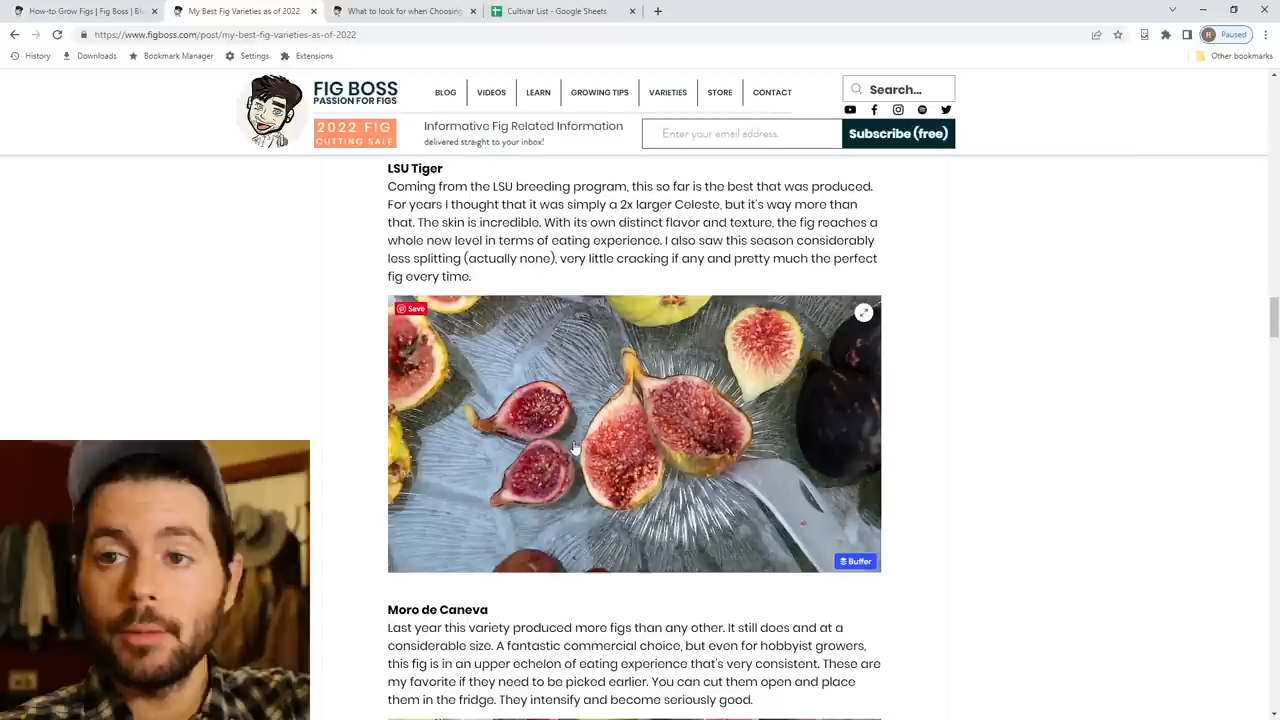 How-to Grow Figs | Fig Boss | Bl
My Best Fig Varieties as of 2022
What to look for when Choosing
Cultivar List - Google Sheets
https://www.figboss.com/post/my-best-fig-varieties-as-of-2022
R Paused
History Downloads Bookmark Manager Settings Extensions Other bookmarks
FIG BOSS
PASSION FOR FIGS
BLOG VIDEOS LEARN GROWING TIPS VARIETIES STORE CONTACT
Search...
2022 FIG
CUTTING SALE
Informative Fig Related Information
delivered straight to your inbox!
Enter your email address.
Subscribe (free)
LSU Tiger
Coming from the LSU breeding program, this so far is the best that was produced.
For years I thought that it was simply a 2x larger Celeste, but it's way more than
that. The skin is incredible. With its own distinct flavor and texture, the fig reaches a
whole new level in terms of eating experience. I also saw this season considerably
less splitting (actually none), very little cracking if any and pretty much the perfect
fig every time.
Save
Buffer
Moro de Caneva
Last year this variety produced more figs than any other. It still does and at a
considerable size. A fantastic commercial choice, but even for hobbyist growers,
this fig is in an upper echelon of eating experience that's very consistent. These are
my favorite if they need to be picked earlier. You can cut them open and place
them in the fridge. They intensify and become seriously good.